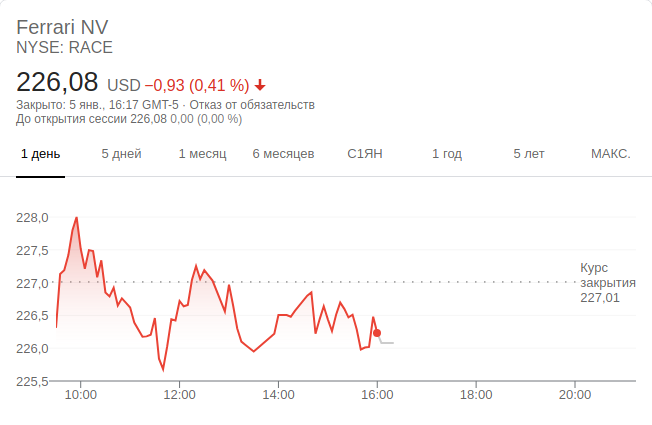 Ferrari NV
NYSE: RACE
226,08 USD −0,93 (0,41 %)
Закрыто: 5 янв., 16:17 GMT-5 · Отказ от обязательств
До открытия сессии 226,08 0,00 (0,00 %)
1 день 5 дней 1 месяц 6 месяцев С1ЯН 1 год 5 лет МАКС.
228,0
227,5
227,0
226,5
226,0
225,5
Курс
закрытия
227,01
10:00 12:00 14:00 16:00 18:00 20:00